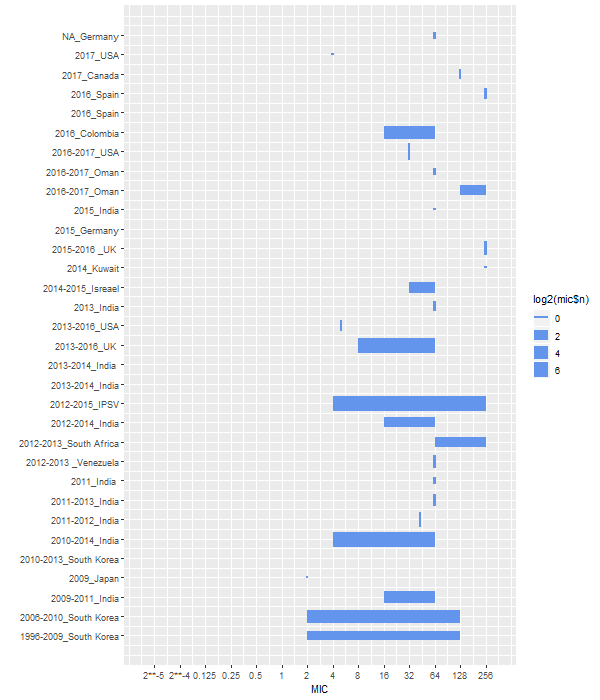 NA_Germany
2017_USA
2017_Canada
2016_Spain
2016_Spain
2016_Colombia
2016-2017_USA
2016-2017_Oman
2016-2017_Oman
2015_India
2015_Germany
2015-2016 _UK
2014_Kuwait
2014-2015_Isreael
2013_India
2013-2016_USA
2013-2016_UK
2013-2014_India
2013-2014_India
2012-2015_IPSV
2012-2014_India
2012-2013_South Africa
2012-2013 _Venezuela
2011_India
2011-2013_India
2011-2012_India
2010-2014_India
2010-2013_South Korea
2009_Japan
2009-2011_India
2006-2010_South Korea
1996-2009_South Korea
2**-5 2**-4 0.125 0.25 0.5 1 2 4 8 16 32 64 128 256
MIC
log2(mic$n)
0
2
4
6